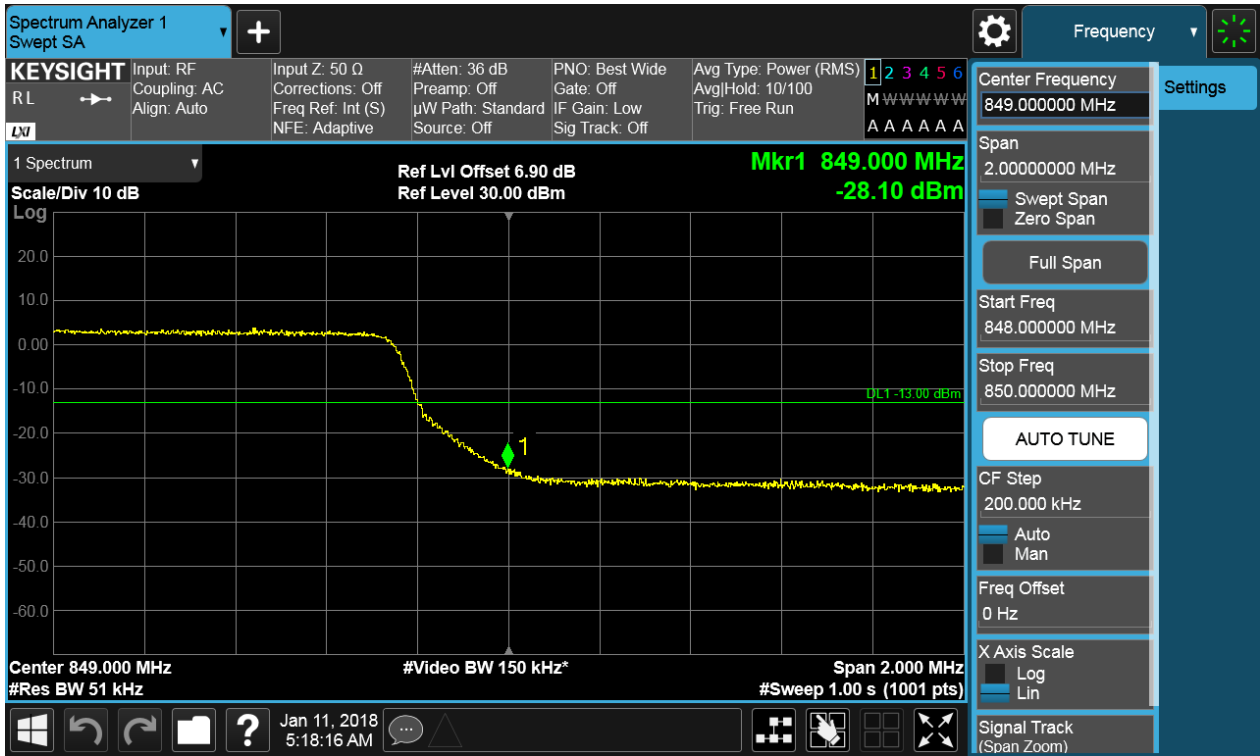 Spectrum Analyzer 1
Swept SA
+
Frequency
KEYSIGHT
R L
LXI
Input: RF
Coupling: AC
Align: Auto
Input Z: 50 Ω
Corrections: Off
Freq Ref: Int (S)
NFE: Adaptive
#Atten: 36 dB
Preamp: Off
µW Path: Standard
Source: Off
PNO: Best Wide
Gate: Off
IF Gain: Low
Sig Track: Off
Avg Type: Power (RMS)
Avg|Hold: 10/100
Trig: Free Run
1 2 3 4 5 6
M W W W W W
A A A A A A
1 Spectrum
Scale/Div 10 dB
Log
Ref Lvl Offset 6.90 dB
Ref Level 30.00 dBm
Mkr1 849.000 MHz
-28.10 dBm
20.0
10.0
0.00
-10.0
-20.0
-30.0
-40.0
-50.0
-60.0
DL1 -13.00 dBm
1
Center 849.000 MHz
#Video BW 150 kHz*
Span 2.000 MHz
#Res BW 51 kHz
#Sweep 1.00 s (1001 pts)
Center Frequency
849.000000 MHz
Settings
Span
2.00000000 MHz
Swept Span
Zero Span
Full Span
Start Freq
848.000000 MHz
Stop Freq
850.000000 MHz
AUTO TUNE
CF Step
200.000 kHz
Auto
Man
Freq Offset
0 Hz
X Axis Scale
Log
Lin
Signal Track
(Span Zoom)
?
Jan 11, 2018
5:18:16 AM